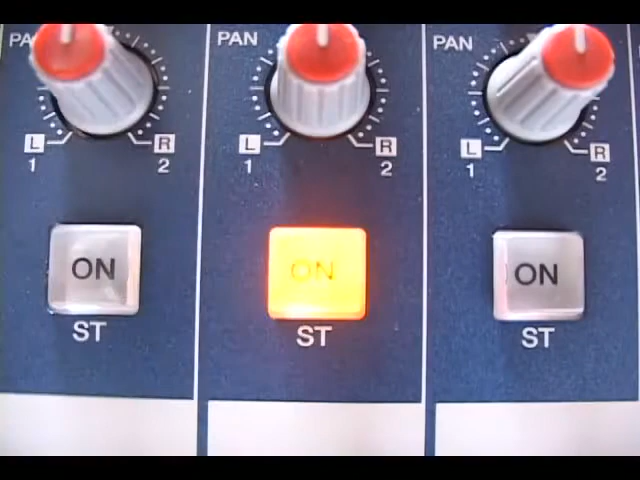 PAN PAN PAN
L R L R L R
1 2 1 2 1 2
ON ON ON
ST ST ST